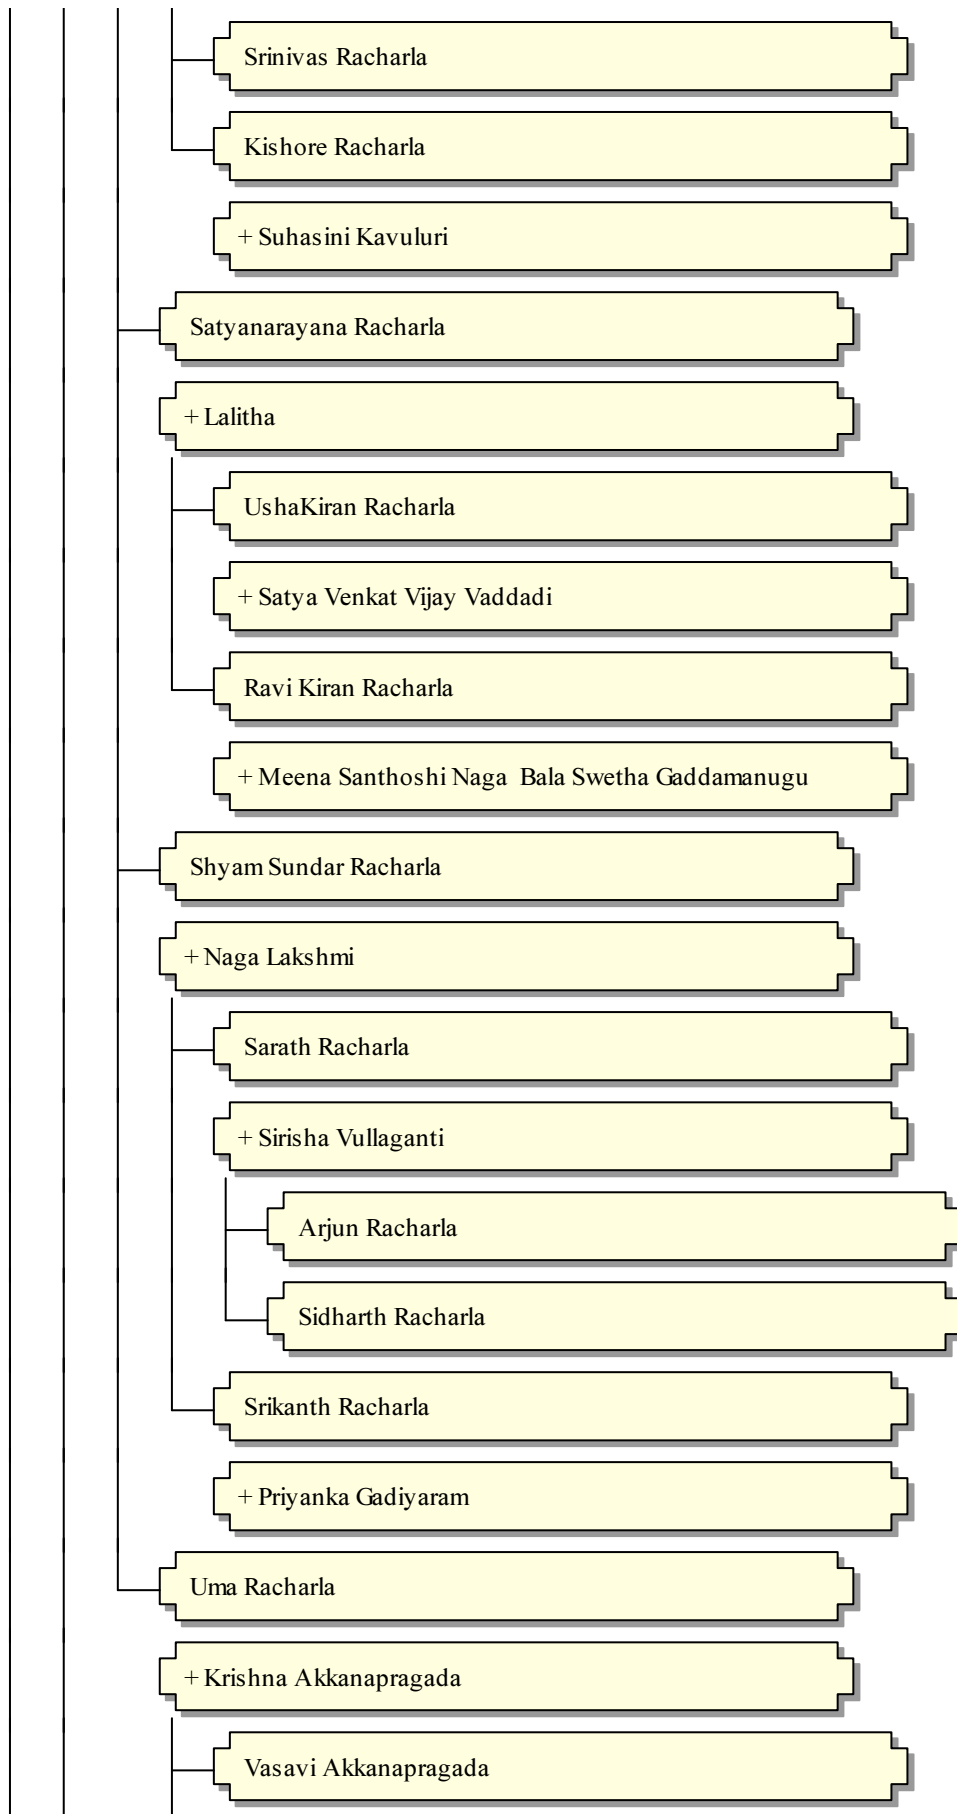 Srinivas Racharla
Kishore Racharla
+ Suhasini Kavuluri
Satyanarayana Racharla
+ Lalitha
UshaKiran Racharla
+ Satya Venkat Vijay Vaddadi
Ravi Kiran Racharla
+ Meena Santhoshi Naga  Bala Swetha Gaddamanugu
Shyam Sundar Racharla
+ Naga Lakshmi
Sarath Racharla
+ Sirisha Vullaganti
Arjun Racharla
Sidharth Racharla
Srikanth Racharla
+ Priyanka Gadiyaram
Uma Racharla
+ Krishna Akkanapragada
Vasavi Akkanapragada